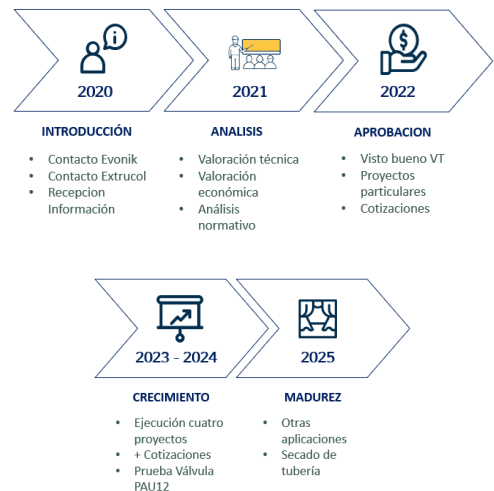 2020
2021
2022
INTRODUCCIÓN
• Contacto Evonik
• Contacto Extrucol
• Recepcion
Información
ANALISIS
• Valoración técnica
• Valoración
económica
• Análisis
normativo
APROBACION
• Visto bueno VT
• Proyectos
particulares
• Cotizaciones
2023 - 2024
2025
CRECIMIENTO
• Ejecución cuatro
proyectos
• + Cotizaciones
• Prueba Válvula
PAU12
MADUREZ
• Otras
aplicaciones
• Secado de
tubería